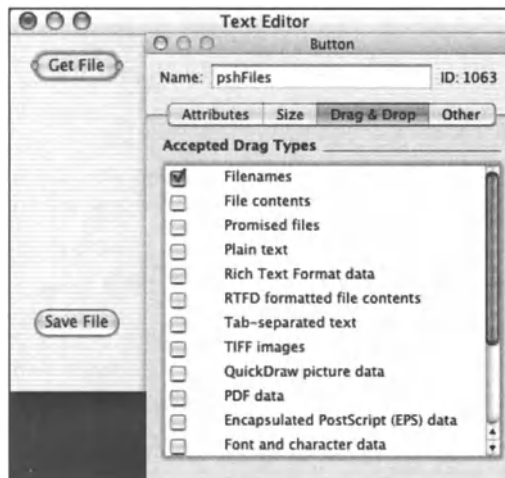 Text Editor
Get File
Save File
Button
Name: pshFiles ID: 1063
Attributes Size Drag & Drop Other
Accepted Drag Types
Filenames
File contents
Promised files
Plain text
Rich Text Format data
RTFD formatted file contents
Tab-separated text
TIFF images
QuickDraw picture data
PDF data
Encapsulated PostScript (EPS) data
Font and character data